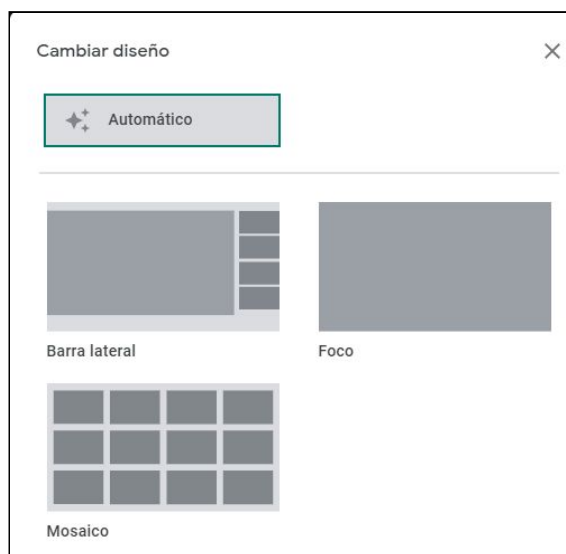 Cambiar diseño
Automático
Barra lateral
Foco
Mosaico